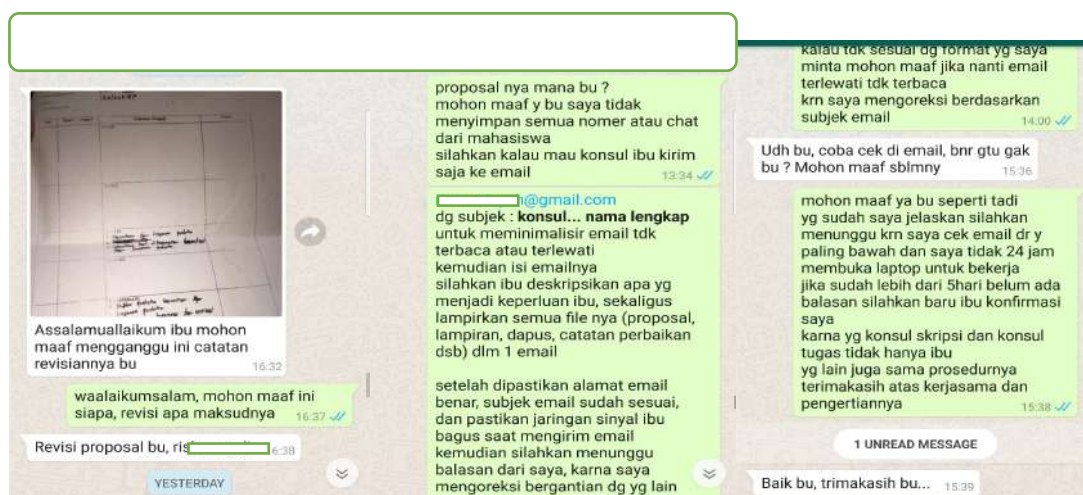 Assalamuallaikum ibu mohon
maaf mengganggu ini catatan
revisiannya bu
16:32
waalaikumsalam, mohon maaf ini
siapa, revisi apa maksudnya
16:37
Revisi proposal bu,
6:38
YESTERDAY
proposal nya mana bu ?
mohon maaf y bu saya tidak
menyimpan semua nomer atau chat
dari mahasiswa
silahkan kalau mau konsul ibu kirim
saja ke email
13:34
@gmail.com
dg subjek : konsul... nama lengkap
untuk meminimalisir email tdk
terbaca atau terlewati
kemudian isi emailnya
silahkan ibu deskripsikan apa yg
menjadi keperluan ibu, sekaligus
lampirkan semua file nya (proposal,
lampiran, dapus, catatan perbaikan
dsb) dlm 1 email
setelah dipastikan alamat email
benar, subjek email sudah sesuai,
dan pastikan jaringan sinyal ibu
bagus saat mengirim email
kemudian silahkan menunggu
balasan dari saya, karna saya
mengoreksi bergantian dg yg lain
kalau tdk sesuai dg format yg saya
minta mohon maaf jika nanti email
terlewati tdk terbaca
krn saya mengoreksi berdasarkan
subjek email
14:00
Udh bu, coba cek di email, bnr gtu gak
bu ? Mohon maaf sblmny
15:36
mohon maaf ya bu seperti tadi
yg sudah saya jelaskan silahkan
menunggu krn saya cek email dr y
paling bawah dan saya tidak 24 jam
membuka laptop untuk bekerja
jika sudah lebih dari 5hari belum ada
balasan silahkan baru ibu konfirmasi
saya
karna yg konsul skripsi dan konsul
tugas tidak hanya ibu
yg lain juga sama prosedurnya
terimakasih atas kerjasama dan
pengertiannya
15:38
1 UNREAD MESSAGE
Baik bu, trimakasih bu...
15:39